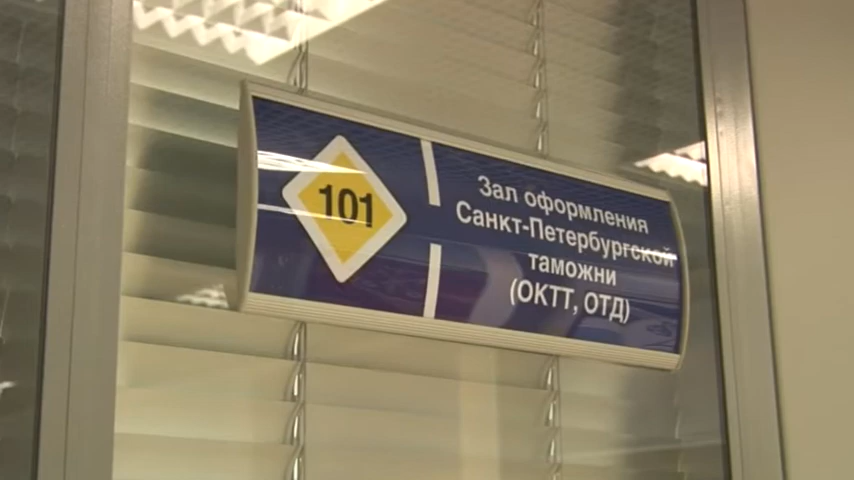 101
Зал оформления
Санкт-Петербургской
таможни
(ОКТТ, ОТД)